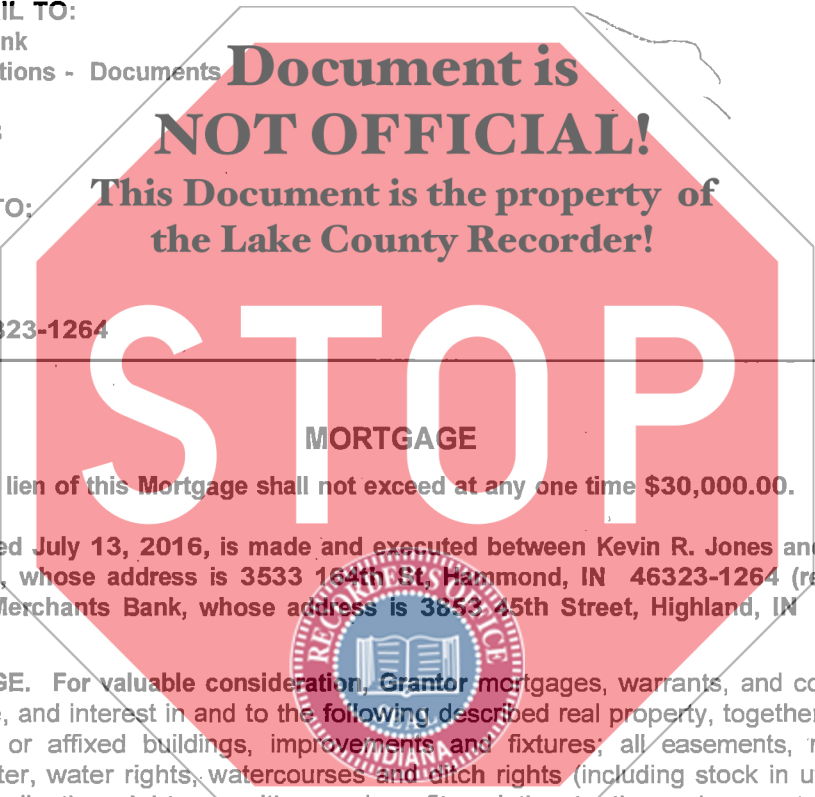 IL TO:
nk
tions - Documents
Document is
NOT OFFICIAL!
TO:
This Document is the property of
the Lake County Recorder!
323-1264
STOP
MORTGAGE
lien of this Mortgage shall not exceed at any one time $30,000.00.
ed July 13, 2016, is made and executed between Kevin R. Jones and
, whose address is 3533 164th St, Hammond, IN 46323-1264 (re
Merchants Bank, whose address is 3853 45th Street, Highland, IN
RECORDER'S OFFICE
SEAL
INDIANA
GE. For valuable consideration, Grantor mortgages, warrants, and co
, and interest in and to the following described real property, together
or affixed buildings, improvements and fixtures; all easements,
ter, water rights, watercourses and ditch rights (including stock in u